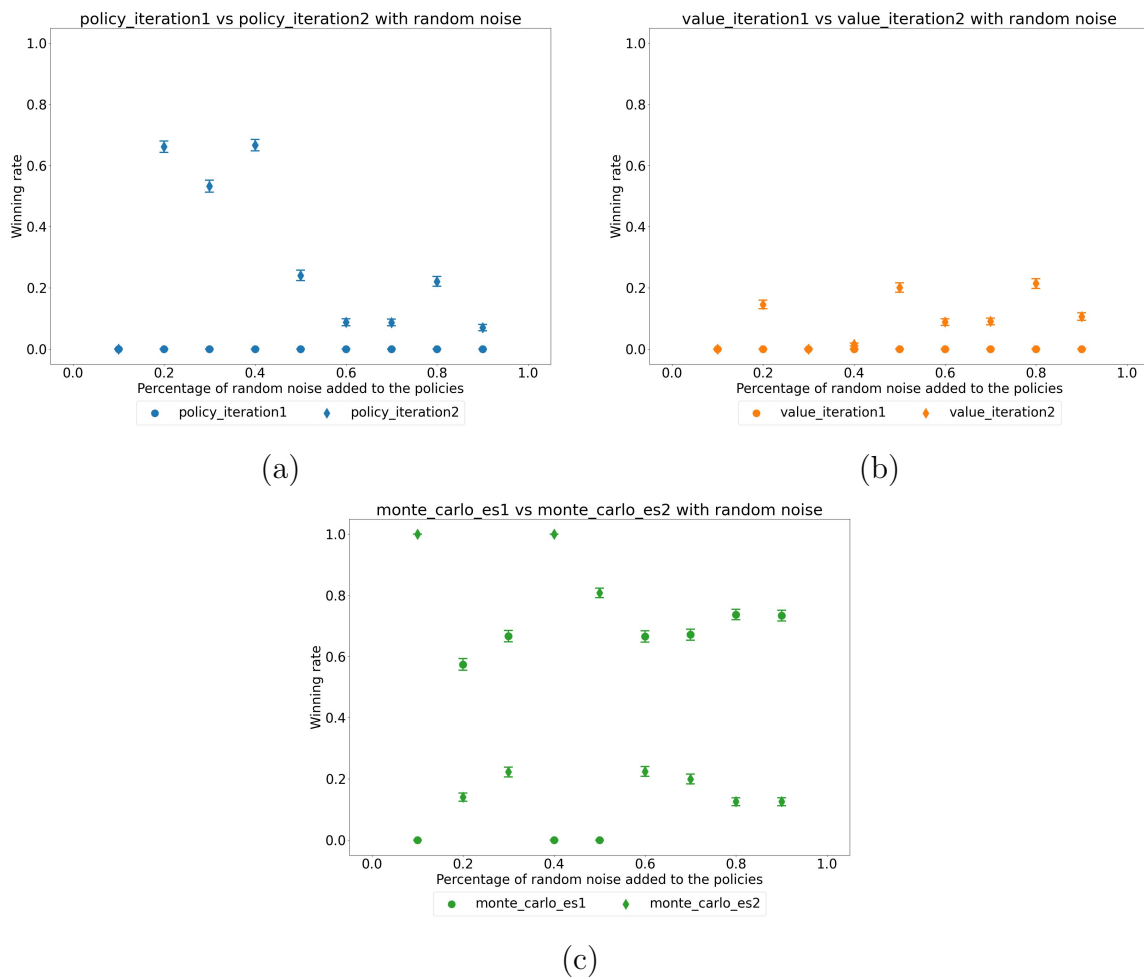 policy_iteration1 vs policy_iteration2 with random noise
1.0
0.8
0.6
0.4
0.2
0.0
Winning rate
0.0 0.2 0.4 0.6 0.8 1.0
Percentage of random noise added to the policies
policy_iteration1 policy_iteration2
(a)
value_iteration1 vs value_iteration2 with random noise
1.0
0.8
0.6
0.4
0.2
0.0
Winning rate
0.0 0.2 0.4 0.6 0.8 1.0
Percentage of random noise added to the policies
value_iteration1 value_iteration2
(b)
monte_carlo_es1 vs monte_carlo_es2 with random noise
1.0
0.8
0.6
0.4
0.2
0.0
Winning rate
0.0 0.2 0.4 0.6 0.8 1.0
Percentage of random noise added to the policies
monte_carlo_es1 monte_carlo_es2
(c)